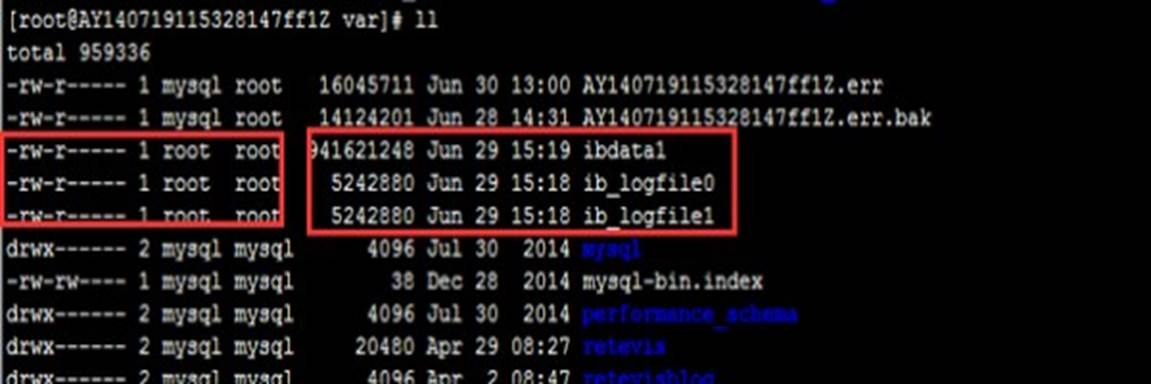 [root@AY140719115328147ff1Z var]# ll
total 959336
-rw-r----- 1 mysql root 16045711 Jun 30 13:00 AY140719115328147ff1Z.err
-rw-r----- 1 mysql root 14124201 Jun 28 14:31 AY140719115328147ff1Z.err.bak
-rw-r----- 1 root root 941621248 Jun 29 15:19 ibdata1
-rw-r----- 1 root root 5242880 Jun 29 15:18 ib_logfile0
-rw-r----- 1 root root 5242880 Jun 29 15:18 ib_logfile1
drwx------ 2 mysql mysql 4096 Jul 30 2014 mysql
-rw-rw---- 1 mysql mysql 38 Dec 28 2014 mysql-bin.index
drwx------ 2 mysql mysql 4096 Jul 30 2014 performance_schema
drwx------ 2 mysql mysql 20480 Apr 29 08:27 retevis
drwx------ 2 mysql mysql 4096 Apr 2 08:47 retevisblog